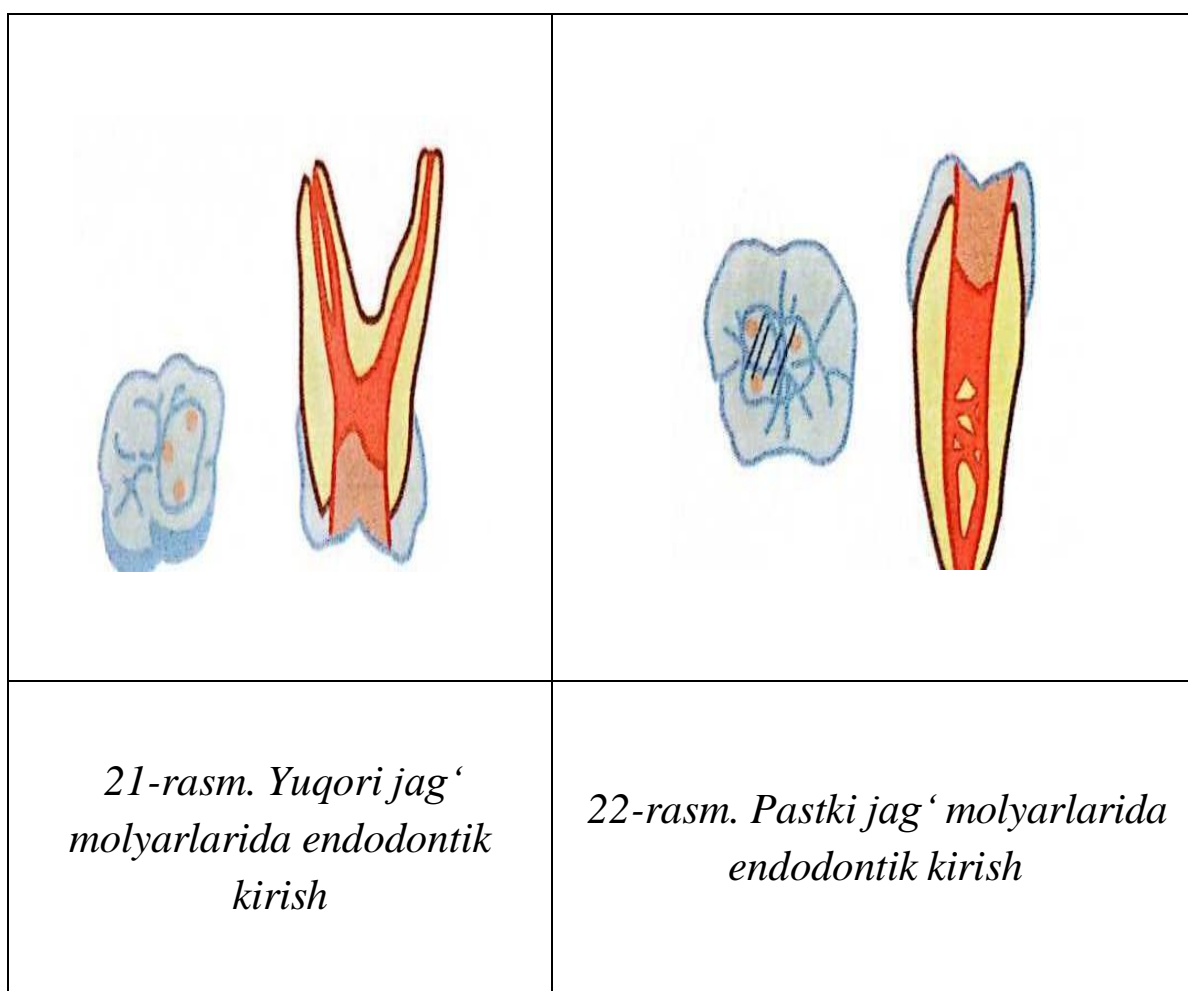 21-rasm. Yuqori jag‘
molyarlarida endodontik
kirish
22-rasm. Pastki jag‘ molyarlarida
endodontik kirish